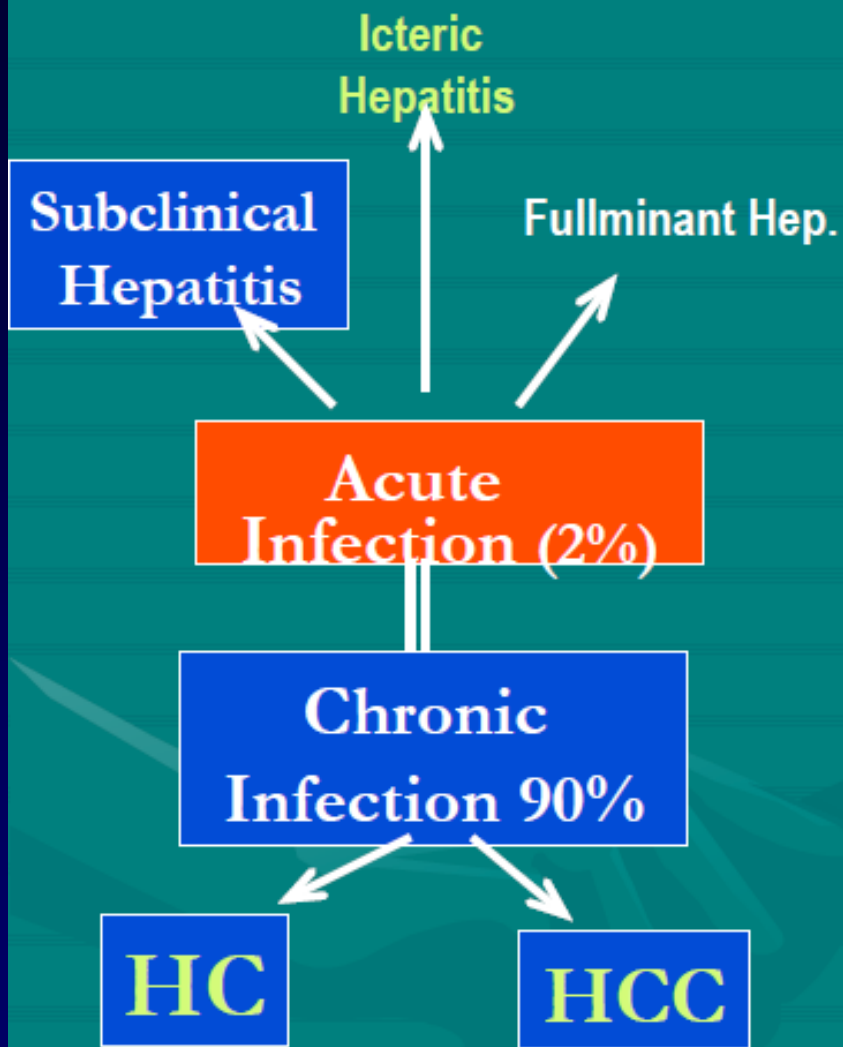 Icteric
Hepatitis
Subclinical
Hepatitis
Fullminant Hep.
Acute
Infection (2%)
Chronic
Infection 90%
HC
HCC